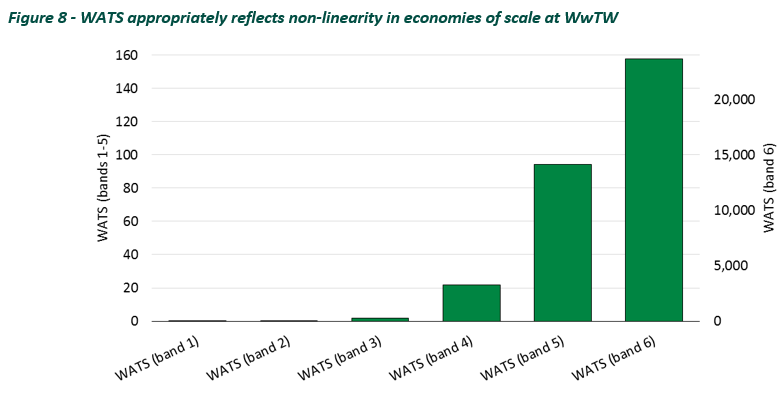 Figure 8 - WATS appropriately reflects non-linearity in economies of scale at WwTW
160
140
120
100
80
60
40
20
0
WATS (bands 1-5)
20,000
15,000
10,000
5,000
0
WATS (band 6)
WATS (band 1)
WATS (band 2)
WATS (band 3)
WATS (band 4)
WATS (band 5)
WATS (band 6)